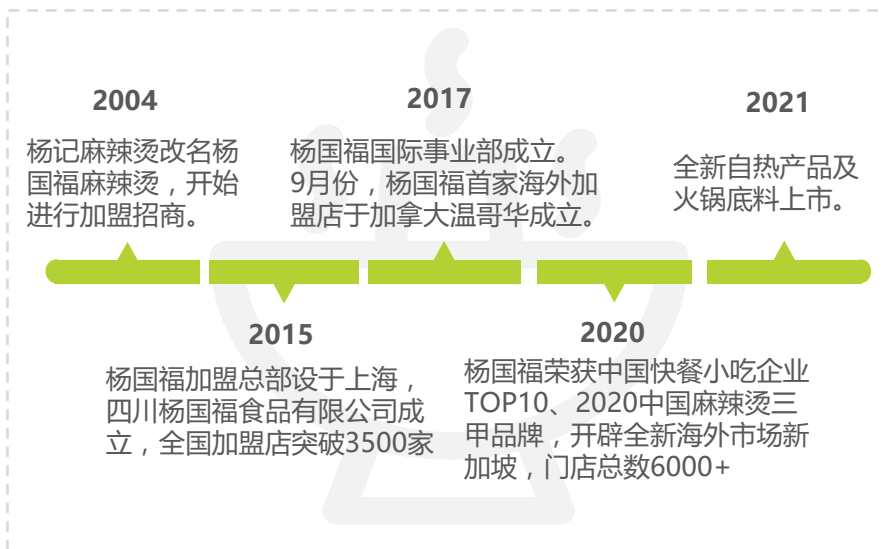 2004
杨记麻辣烫改名杨
国福麻辣烫，开始
进行加盟招商。
2015
杨国福加盟总部设于上海，
四川杨国福食品有限公司成
立，全国加盟店突破3500家
2017
杨国福国际事业部成立。
9月份，杨国福首家海外加
盟店于加拿大温哥华成立。
2020
杨国福荣获中国快餐小吃企业
TOP10、2020中国麻辣烫三
甲品牌，开辟全新海外市场新
加坡，门店总数6000+
2021
全新自热产品及
火锅底料上市。